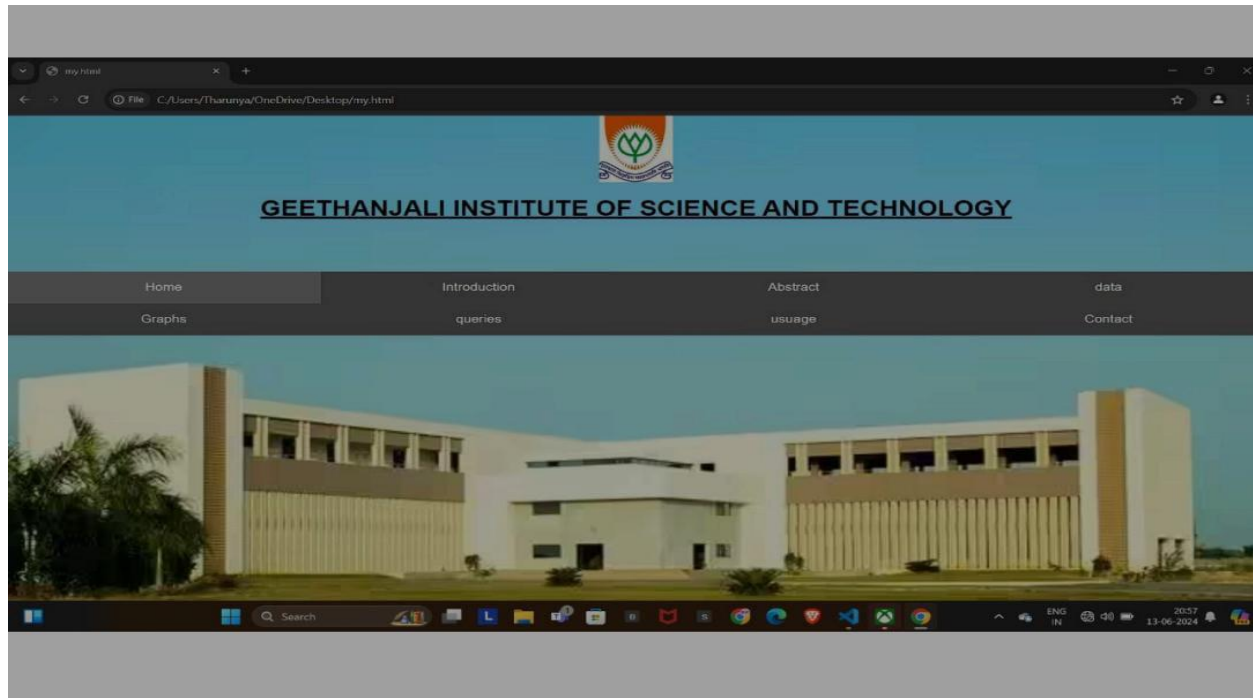 my.html
File C:/Users/Tharunya/OneDrive/Desktop/my.html
GEETHANJALI INSTITUTE OF SCIENCE AND TECHNOLOGY
Home Introduction Abstract data
Graphs queries usuage Contact
Search
ENG
IN
20:57
13-06-2024